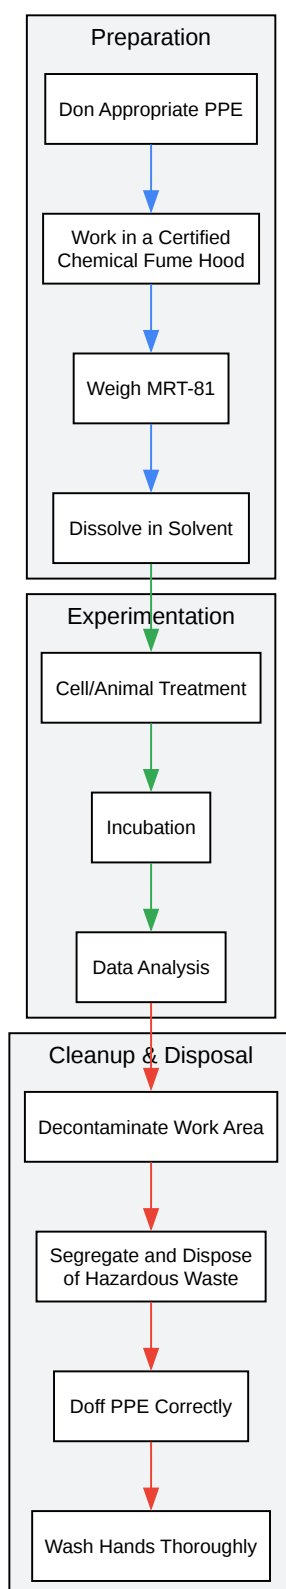 Preparation
Don Appropriate PPE
Work in a Certified
Chemical Fume Hood
Weigh MRT-81
Dissolve in Solvent
Experimentation
Cell/Animal Treatment
Incubation
Data Analysis
Cleanup & Disposal
Decontaminate Work Area
Segregate and Dispose
of Hazardous Waste
Doff PPE Correctly
Wash Hands Thoroughly